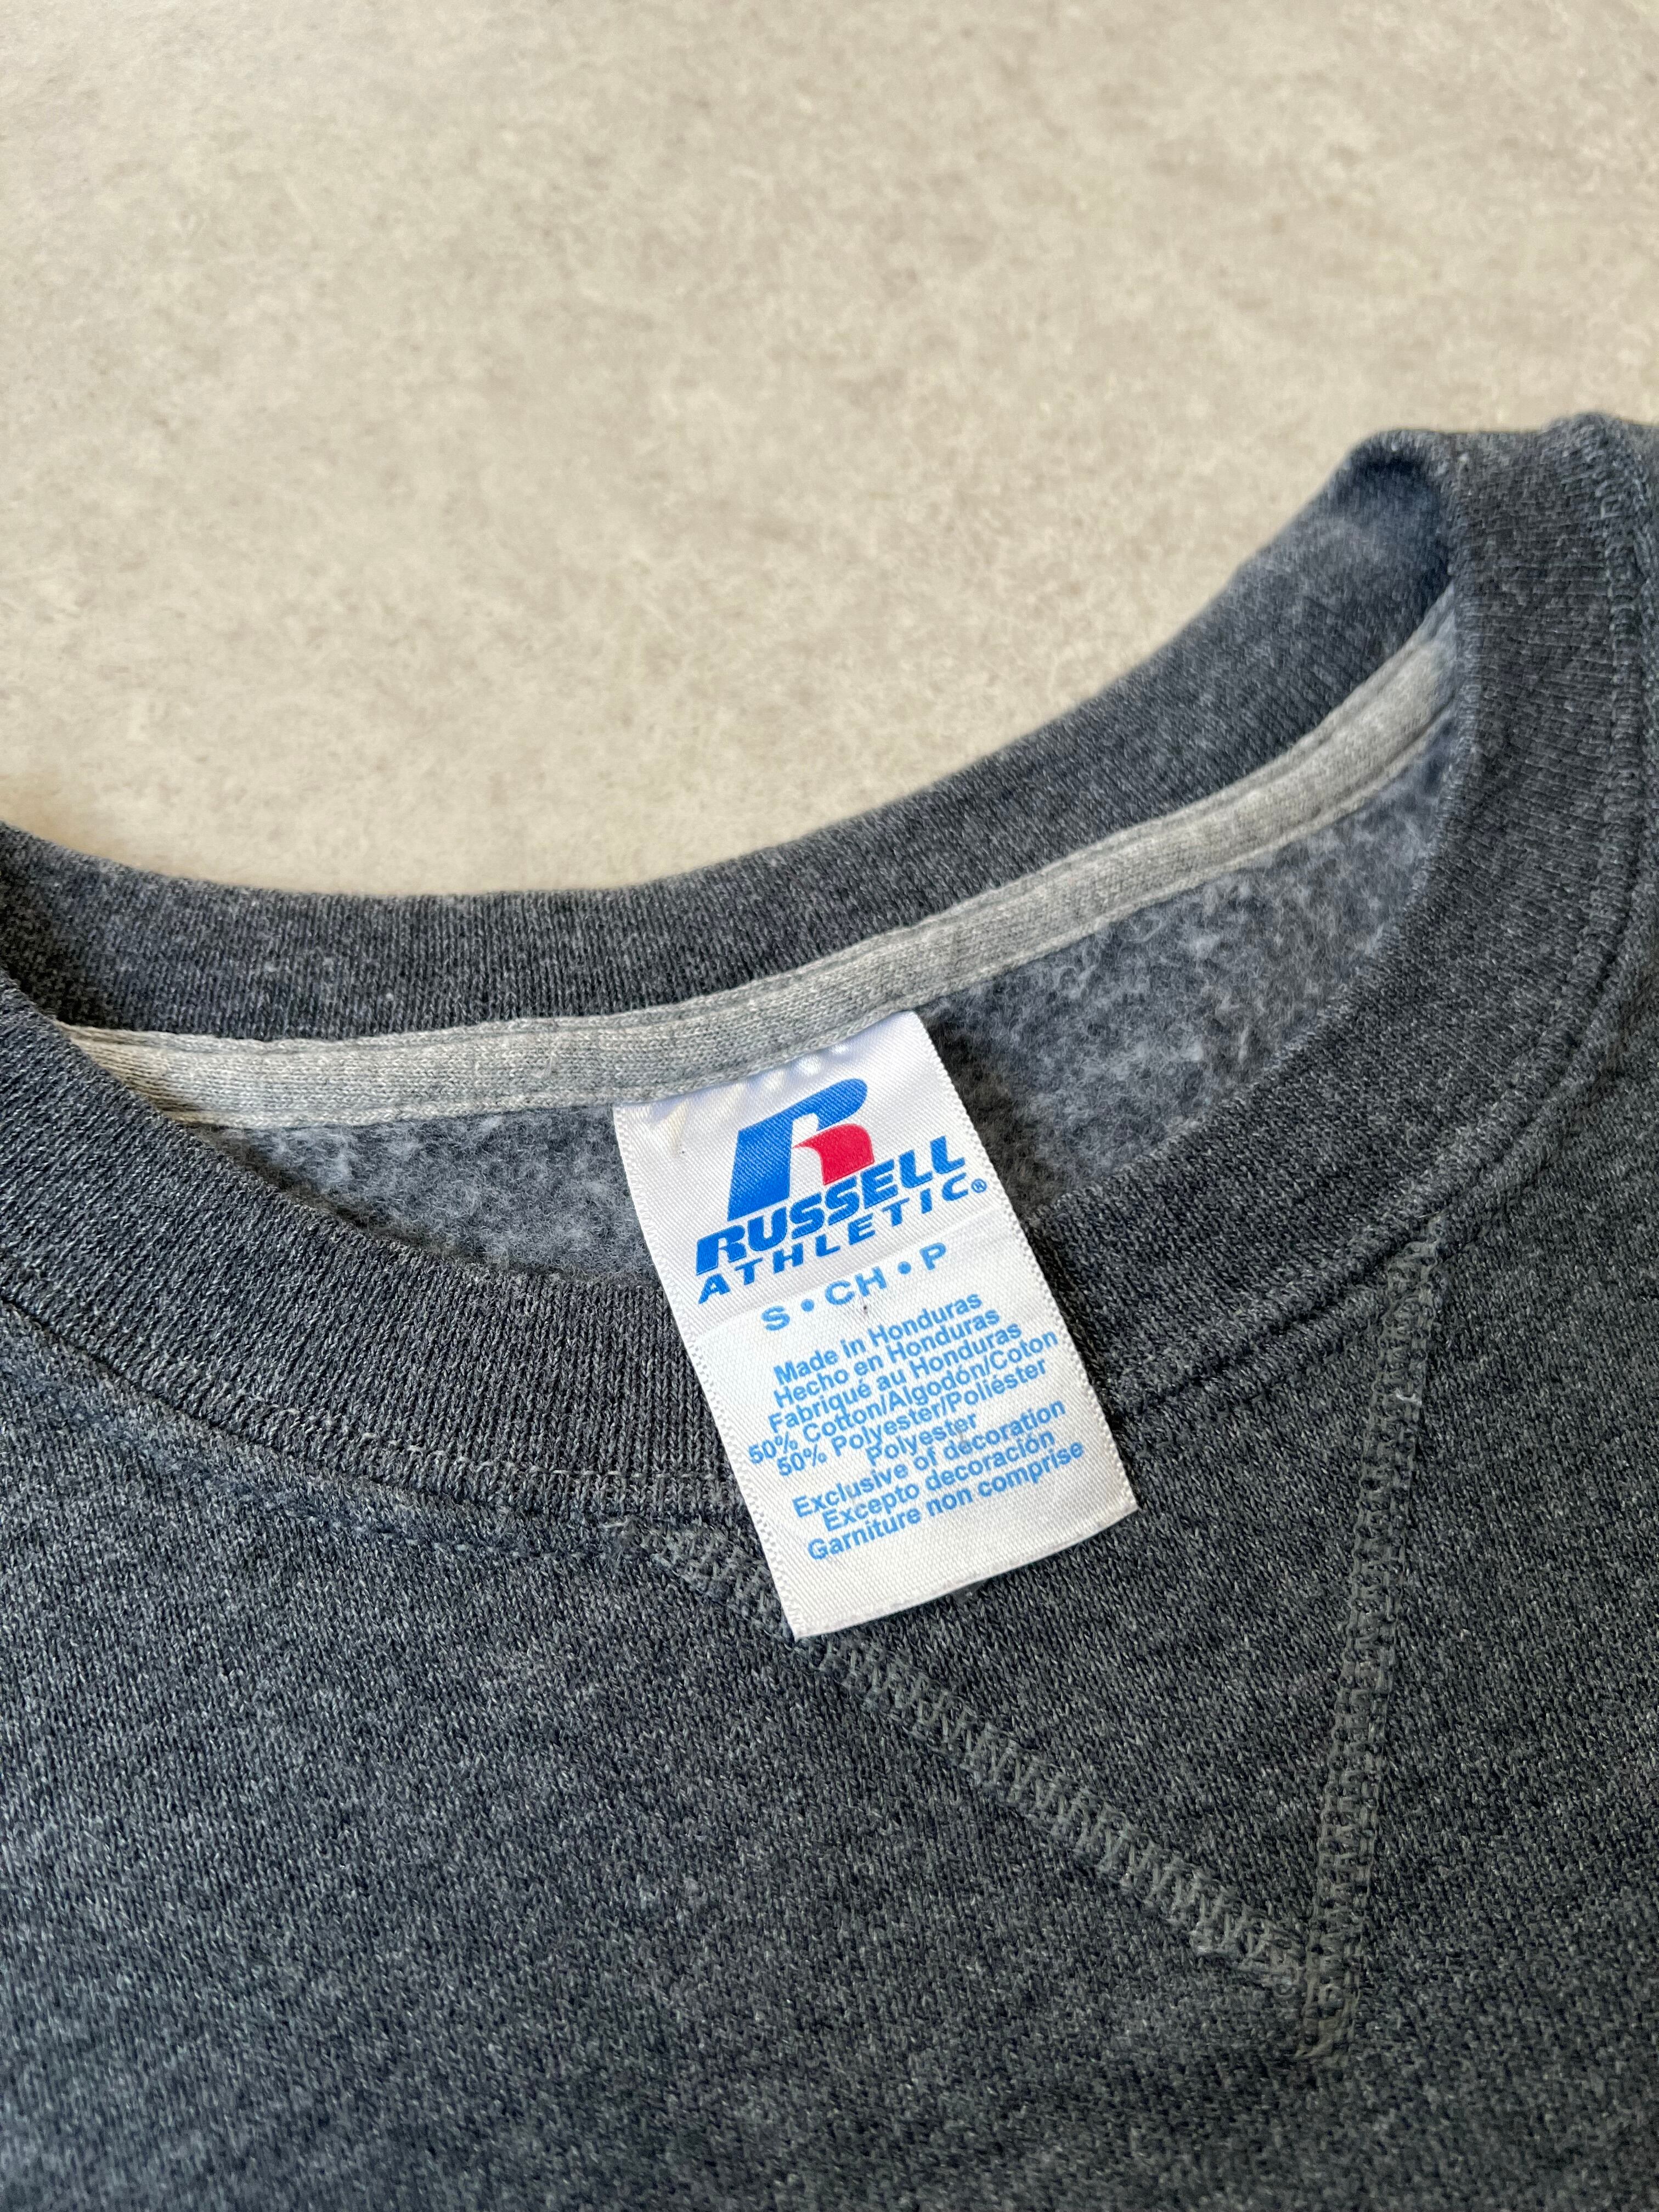 R
RUSSELL
ATHLETIC®
S • CH • P
Made in Honduras
Hecho en Honduras
Fabriqué au Honduras
50% Cotton/Algodón/Coton
50% Polyester/Poliéster
Polyester
Exclusive of decoration
Excepto decoración
Garniture non comprise